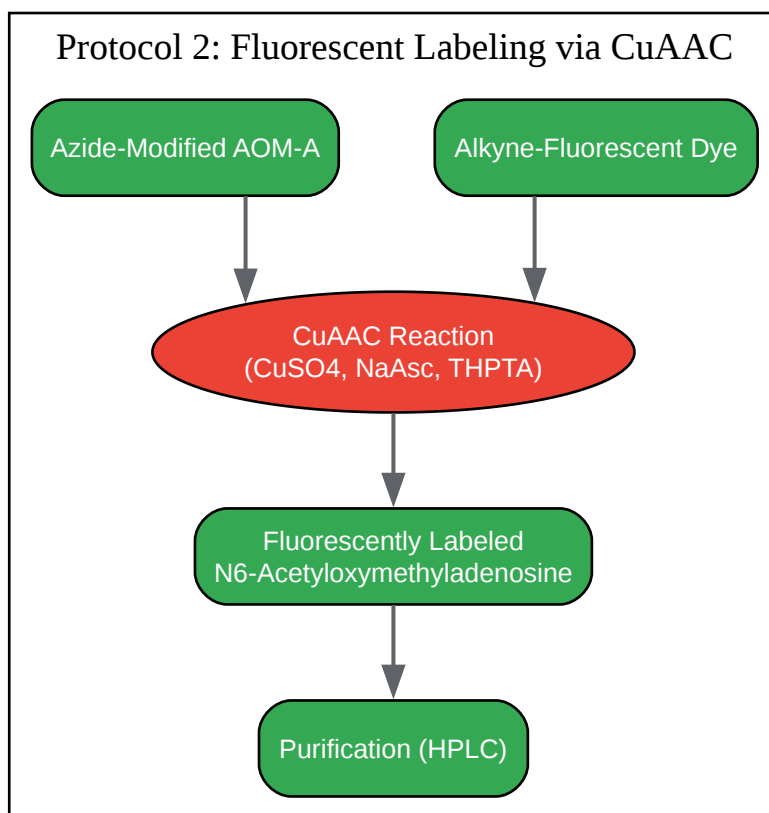 Protocol 2: Fluorescent Labeling via CuAAC
Azide-Modified AOM-A
Alkyne-Fluorescent Dye
CuAAC Reaction
(CuSO4, NaAsc, THPTA)
Fluorescently Labeled
N6-Acetyloxymethyladenosine
Purification (HPLC)